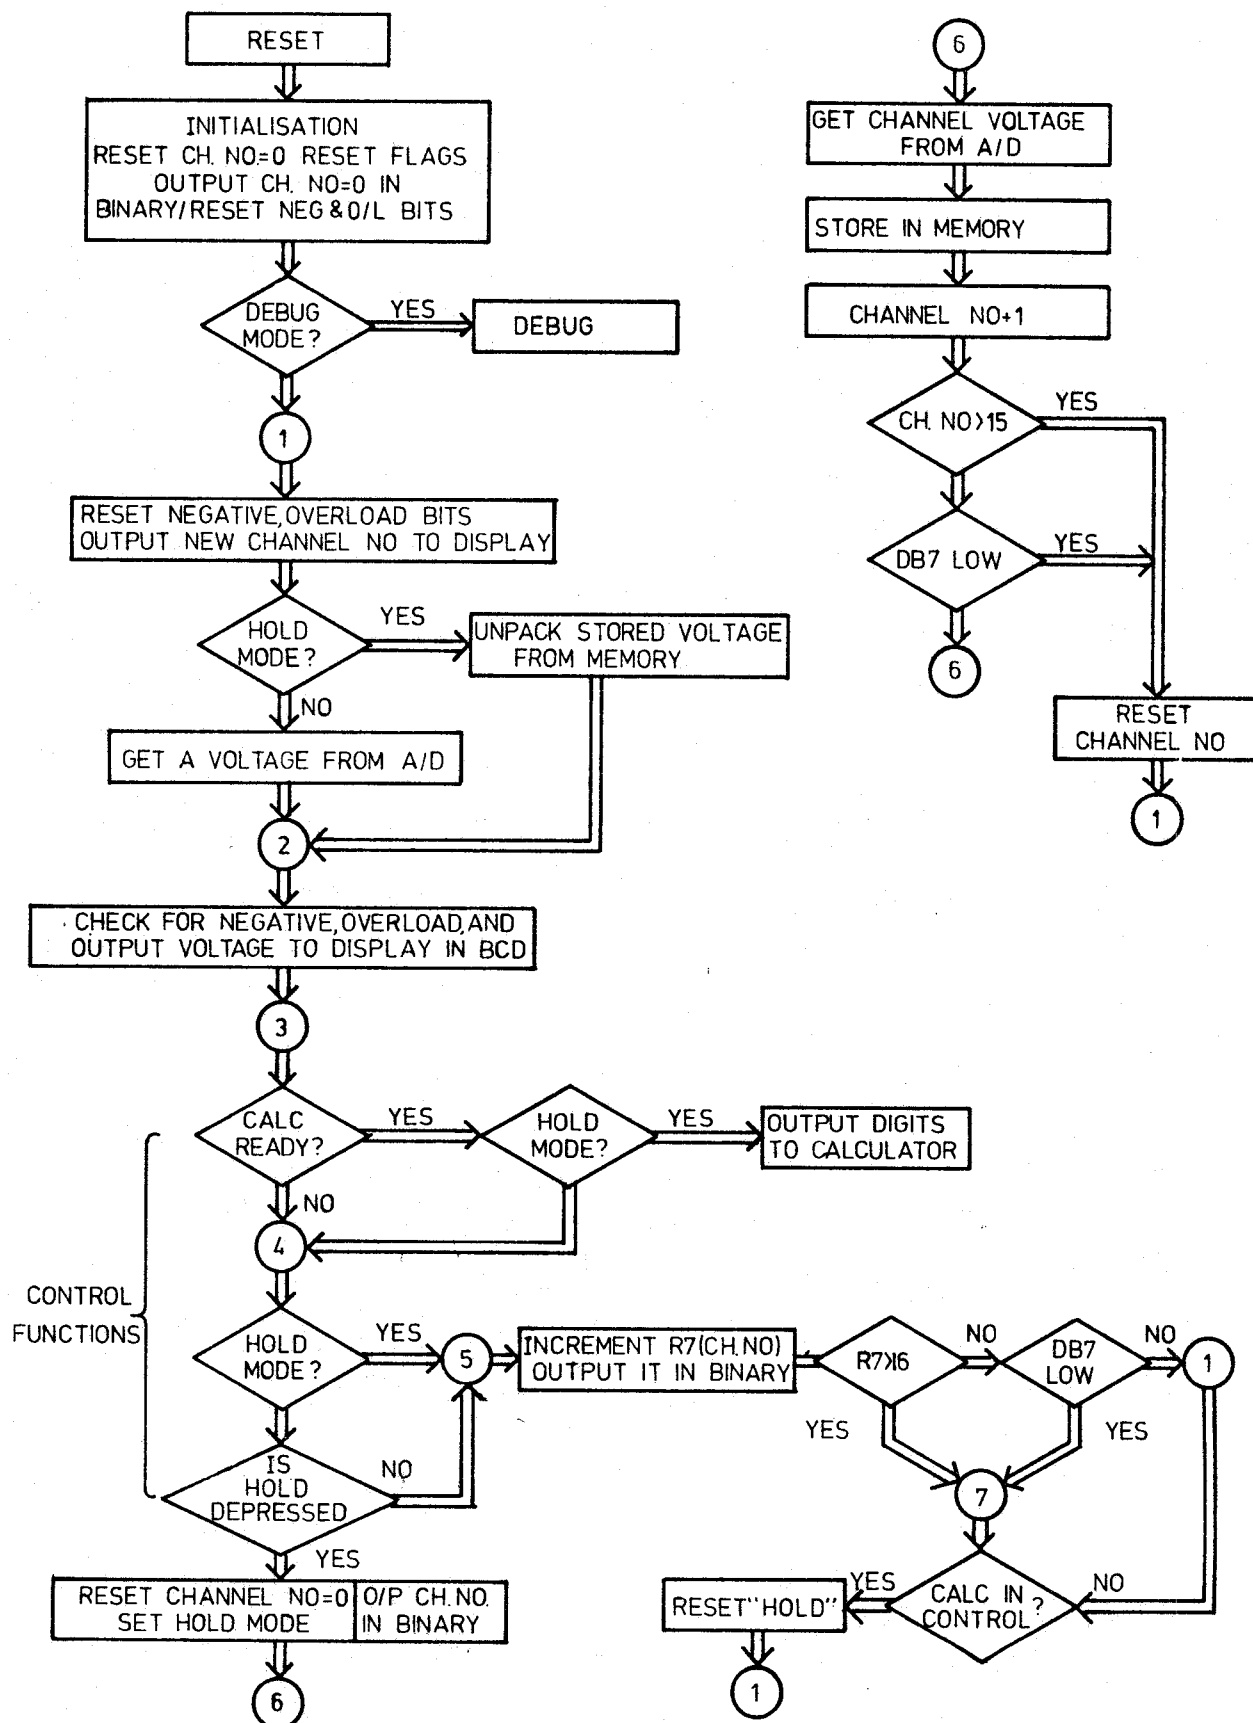 RESET
INITIALISATION
RESET CH. NO=0 RESET FLAGS
OUTPUT CH. NO=0 IN
BINARY/RESET NEG & O/L BITS
DEBUG
MODE?
YES
DEBUG
1
RESET NEGATIVE,OVERLOAD BITS
OUTPUT NEW CHANNEL NO TO DISPLAY
HOLD
MODE?
YES
UNPACK STORED VOLTAGE
FROM MEMORY
NO
GET A VOLTAGE FROM A/D
2
CHECK FOR NEGATIVE,OVERLOAD,AND
OUTPUT VOLTAGE TO DISPLAY IN BCD
3
CALC
READY?
YES
HOLD
MODE?
YES
OUTPUT DIGITS
TO CALCULATOR
NO
4
CONTROL
FUNCTIONS
HOLD
MODE?
YES
5
INCREMENT R7(CH.NO)
OUTPUT IT IN BINARY
R7>16
NO
DB7
LOW
NO
1
YES
YES
IS
HOLD
DEPRESSED
NO
7
YES
CALC IN
CONTROL?
NO
YES
RESET"HOLD"
1
RESET CHANNEL NO=0
SET HOLD MODE
O/P CH.NO.
IN BINARY
6
6
GET CHANNEL VOLTAGE
FROM A/D
STORE IN MEMORY
CHANNEL NO+1
CH. NO>15
YES
DB7 LOW
YES
6
RESET
CHANNEL NO
1